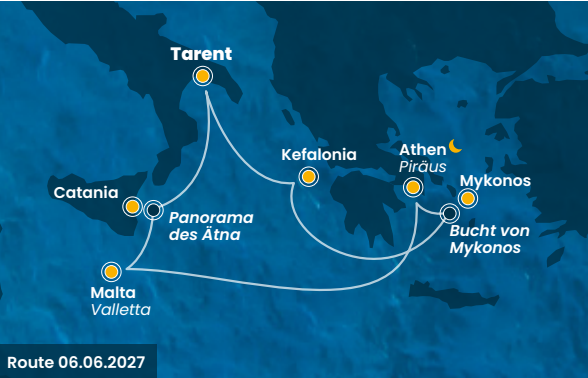 Tarent
Kefalonia
Athen
Piräus
Mykonos
Catania
Panorama
des Ätna
Bucht von
Mykonos
Malta
Valletta
Route 06.06.2027